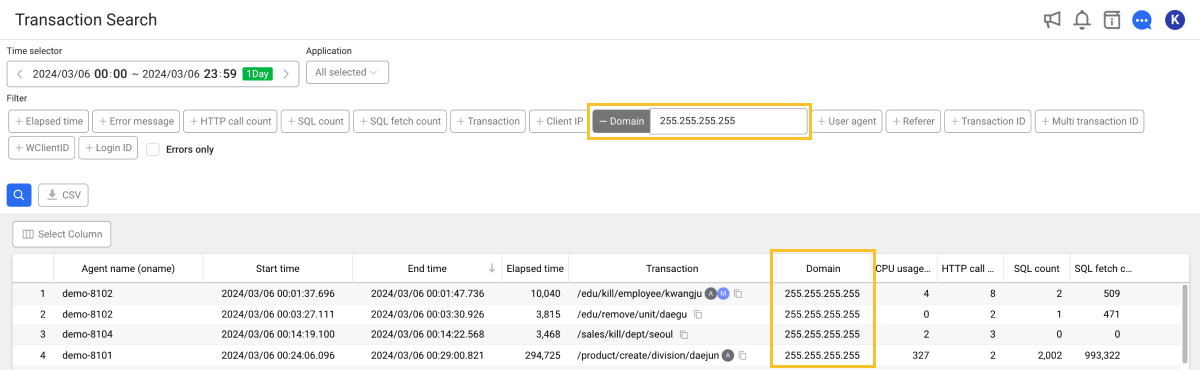 Transaction Search
K
Time selector
Application
2024/03/06 00:00 ~ 2024/03/06 23:59 1Day
All selected
Filter
+ Elapsed time + Error message + HTTP call count + SQL count + SQL fetch count + Transaction + Client IP − Domain 255.255.255.255 + User agent + Referer + Transaction ID + Multi transaction ID
+ WClientID + Login ID Errors only
CSV
Select Column
Agent name (oname) Start time End time ↓ Elapsed time Transaction Domain CPU usage... HTTP call ... SQL count SQL fetch c...
1 demo-8102 2024/03/06 00:01:37.696 2024/03/06 00:01:47.736 10,040 /edu/kill/employee/kwangju A M 255.255.255.255 4 8 2 509
2 demo-8102 2024/03/06 00:03:27.111 2024/03/06 00:03:30.926 3,815 /edu/remove/unit/daegu 255.255.255.255 0 2 1 471
3 demo-8104 2024/03/06 00:14:19.100 2024/03/06 00:14:22.568 3,468 /sales/kill/dept/seoul 255.255.255.255 2 3 0 0
4 demo-8101 2024/03/06 00:24:06.096 2024/03/06 00:29:00.821 294,725 /product/create/division/daejun A 255.255.255.255 327 2 2,002 993,322